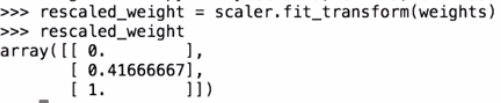 >>> rescaled_weight = scaler.fit_transform(weights)
>>> rescaled_weight
array([[ 0.        ],
       [ 0.41666667],
       [ 1.        ]])